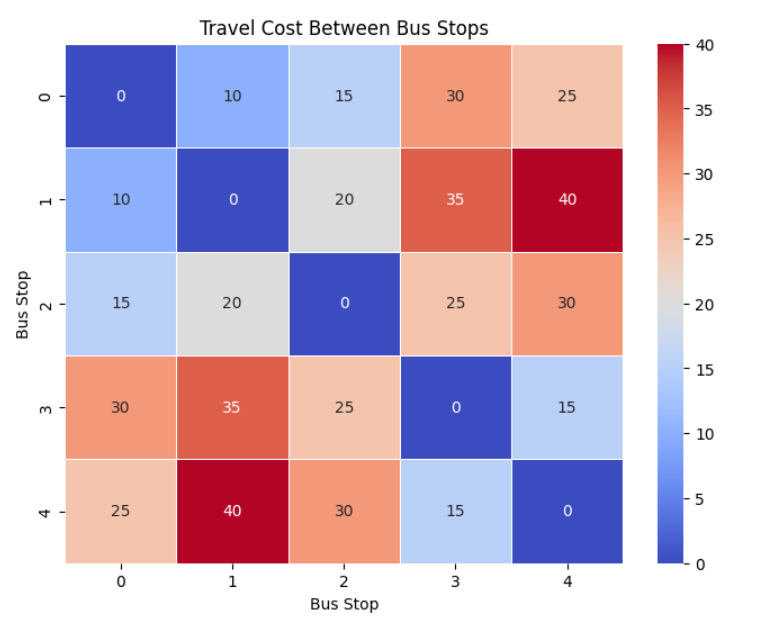 Travel Cost Between Bus Stops
0 0 10 15 30 25
1 10 0 20 35 40
2 15 20 0 25 30
3 30 35 25 0 15
4 25 40 30 15 0
0 1 2 3 4
Bus Stop
Bus Stop
40
35
30
25
20
15
10
5
0